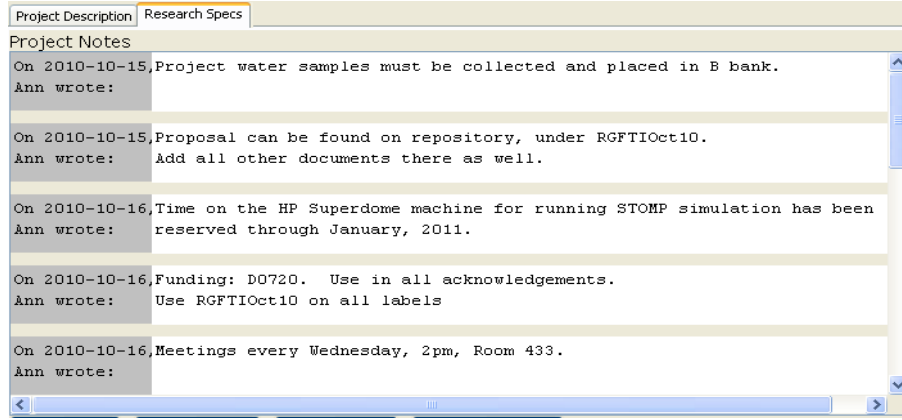 Project Description Research Specs
Project Notes
On 2010-10-15,Project water samples must be collected and placed in B bank.
Ann wrote:
On 2010-10-15,Proposal can be found on repository, under RGFTIOct10.
Ann wrote: Add all other documents there as well.
On 2010-10-16,Time on the HP Superdome machine for running STOMP simulation has been
Ann wrote: reserved through January, 2011.
On 2010-10-16,Funding: D0720. Use in all acknowledgements.
Ann wrote: Use RGFTIOct10 on all labels
On 2010-10-16,Meetings every Wednesday, 2pm, Room 433.
Ann wrote: